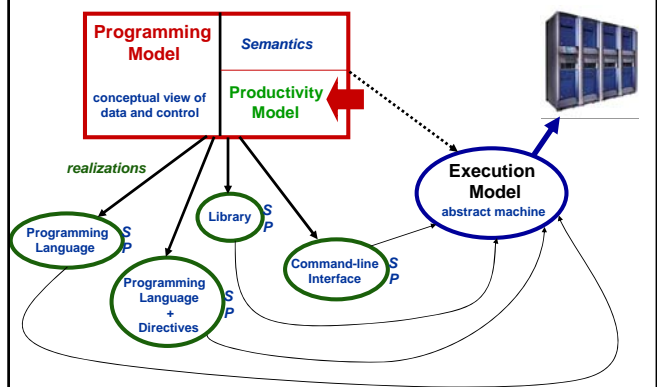 Programming
Model
conceptual view of
data and control
Semantics
Productivity
Model
realizations
Programming
Language
S
P
Programming
Language
+
Directives
S
P
Library
S
P
Command-line
Interface
S
P
Execution
Model
abstract machine